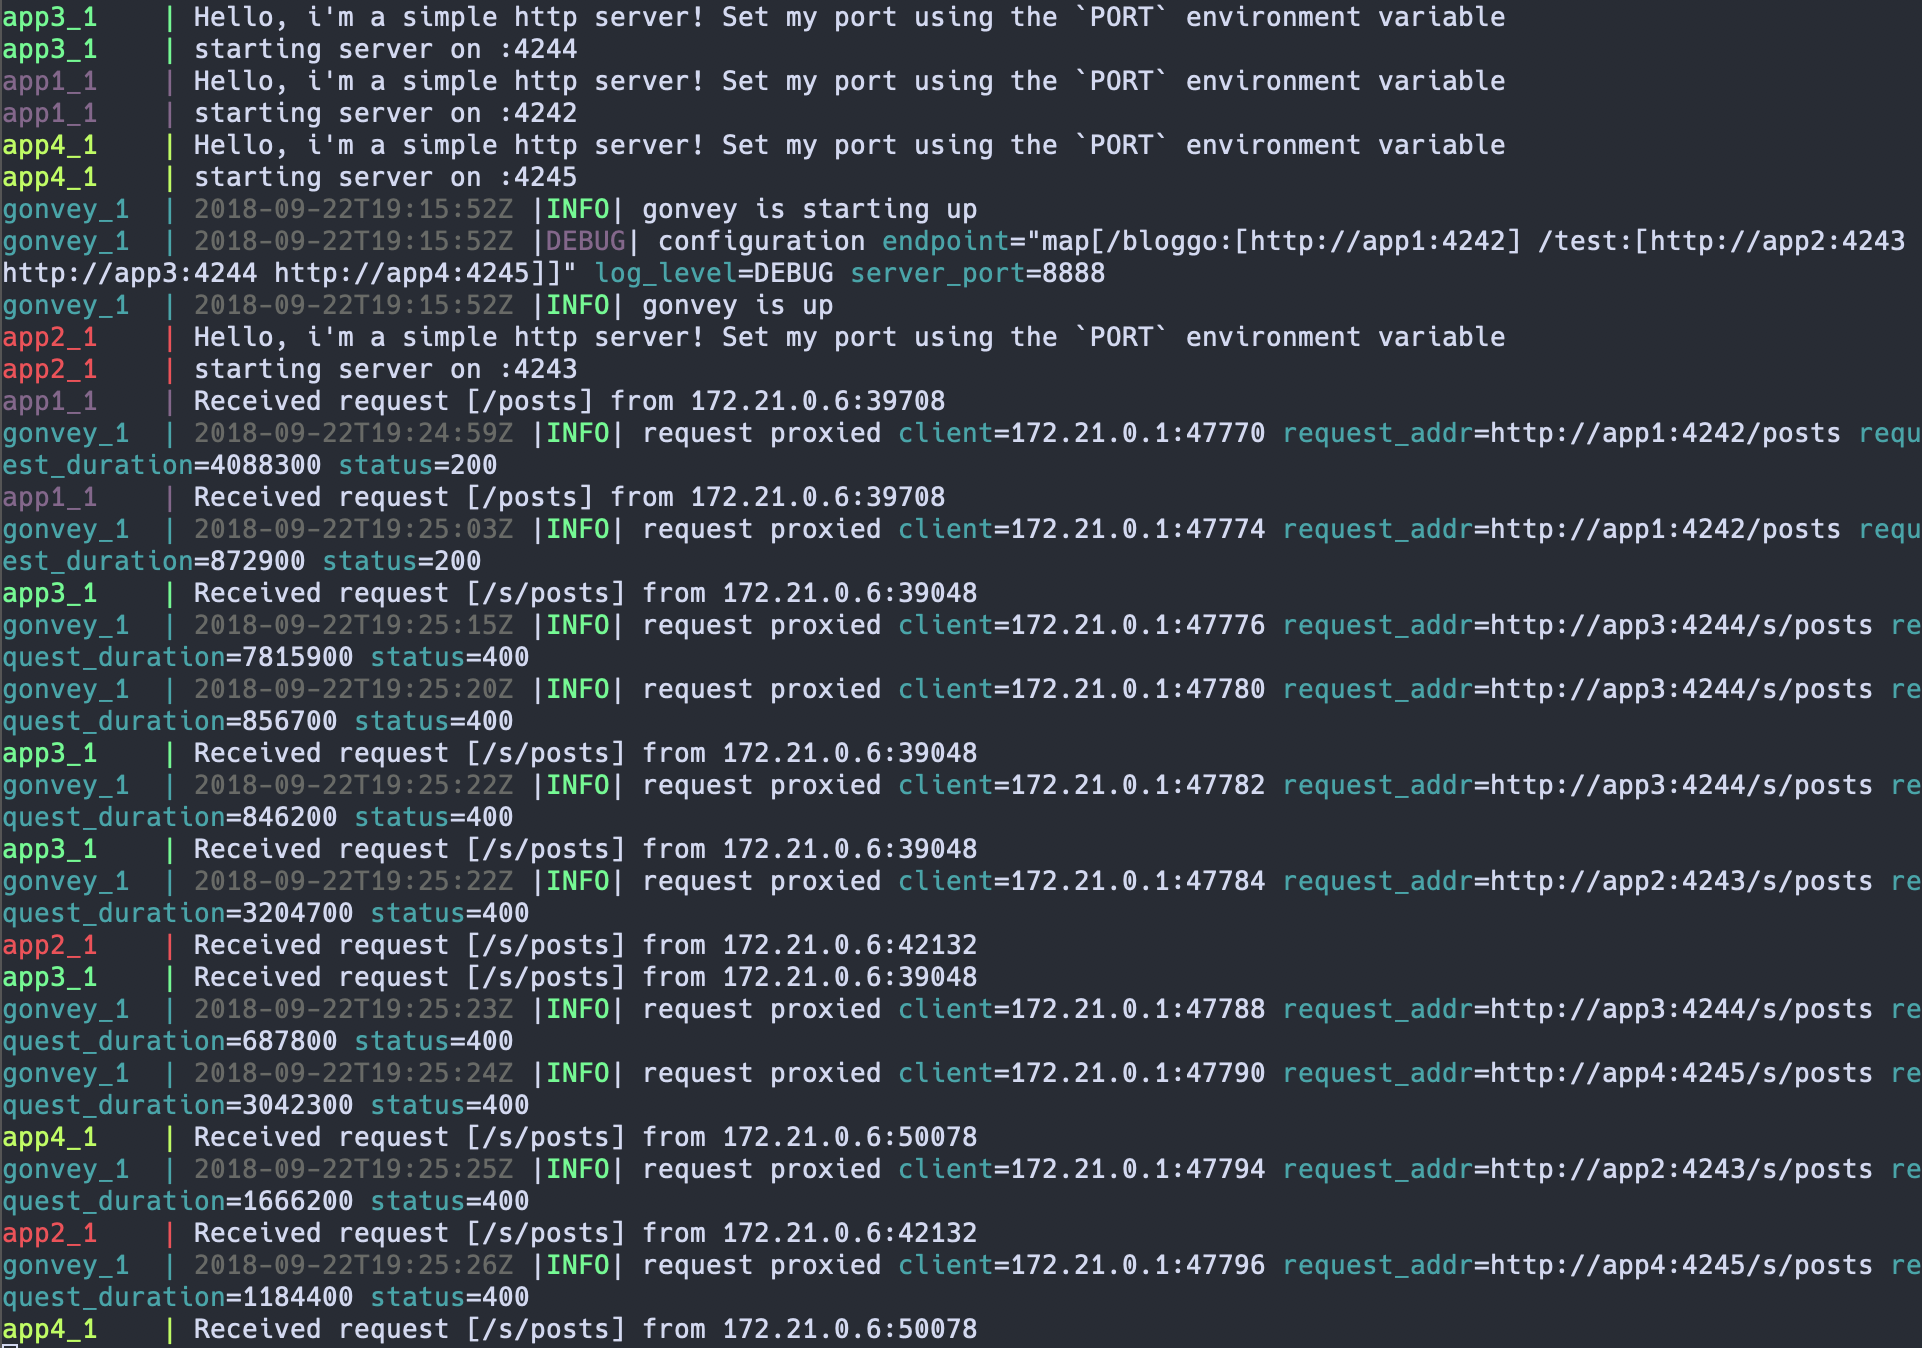 app3_1    | Hello, i'm a simple http server! Set my port using the `PORT` environment variable
app3_1    | starting server on :4244
app1_1    | Hello, i'm a simple http server! Set my port using the `PORT` environment variable
app1_1    | starting server on :4242
app4_1    | Hello, i'm a simple http server! Set my port using the `PORT` environment variable
app4_1    | starting server on :4245
gonvey_1  | 2018-09-22T19:15:52Z |INFO| gonvey is starting up
gonvey_1  | 2018-09-22T19:15:52Z |DEBUG| configuration endpoint="map[/bloggo:[http://app1:4242] /test:[http://app2:4243
http://app3:4244 http://app4:4245]]" log_level=DEBUG server_port=8888
gonvey_1  | 2018-09-22T19:15:52Z |INFO| gonvey is up
app2_1    | Hello, i'm a simple http server! Set my port using the `PORT` environment variable
app2_1    | starting server on :4243
app1_1    | Received request [/posts] from 172.21.0.6:39708
gonvey_1  | 2018-09-22T19:24:59Z |INFO| request proxied client=172.21.0.1:47770 request_addr=http://app1:4242/posts requ
est_duration=4088300 status=200
app1_1    | Received request [/posts] from 172.21.0.6:39708
gonvey_1  | 2018-09-22T19:25:03Z |INFO| request proxied client=172.21.0.1:47774 request_addr=http://app1:4242/posts requ
est_duration=872900 status=200
app3_1    | Received request [/s/posts] from 172.21.0.6:39048
gonvey_1  | 2018-09-22T19:25:15Z |INFO| request proxied client=172.21.0.1:47776 request_addr=http://app3:4244/s/posts re
quest_duration=7815900 status=400
gonvey_1  | 2018-09-22T19:25:20Z |INFO| request proxied client=172.21.0.1:47780 request_addr=http://app3:4244/s/posts re
quest_duration=856700 status=400
app3_1    | Received request [/s/posts] from 172.21.0.6:39048
gonvey_1  | 2018-09-22T19:25:22Z |INFO| request proxied client=172.21.0.1:47782 request_addr=http://app3:4244/s/posts re
quest_duration=846200 status=400
app3_1    | Received request [/s/posts] from 172.21.0.6:39048
gonvey_1  | 2018-09-22T19:25:22Z |INFO| request proxied client=172.21.0.1:47784 request_addr=http://app2:4243/s/posts re
quest_duration=3204700 status=400
app2_1    | Received request [/s/posts] from 172.21.0.6:42132
app3_1    | Received request [/s/posts] from 172.21.0.6:39048
gonvey_1  | 2018-09-22T19:25:23Z |INFO| request proxied client=172.21.0.1:47788 request_addr=http://app3:4244/s/posts re
quest_duration=687800 status=400
gonvey_1  | 2018-09-22T19:25:24Z |INFO| request proxied client=172.21.0.1:47790 request_addr=http://app4:4245/s/posts re
quest_duration=3042300 status=400
app4_1    | Received request [/s/posts] from 172.21.0.6:50078
gonvey_1  | 2018-09-22T19:25:25Z |INFO| request proxied client=172.21.0.1:47794 request_addr=http://app2:4243/s/posts re
quest_duration=1666200 status=400
app2_1    | Received request [/s/posts] from 172.21.0.6:42132
gonvey_1  | 2018-09-22T19:25:26Z |INFO| request proxied client=172.21.0.1:47796 request_addr=http://app4:4245/s/posts re
quest_duration=1184400 status=400
app4_1    | Received request [/s/posts] from 172.21.0.6:50078